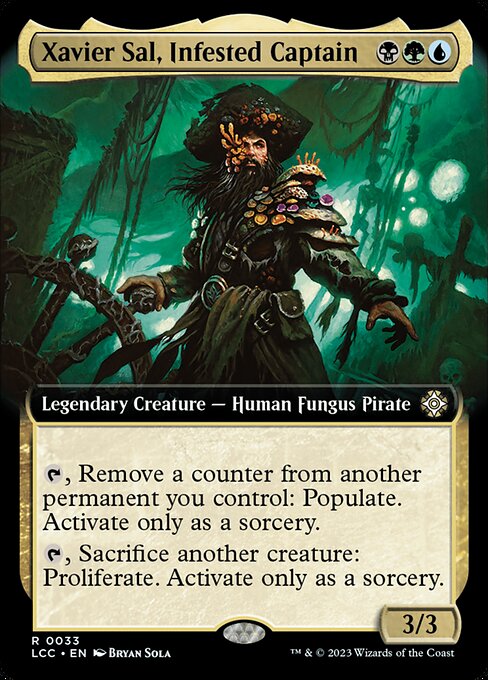 Xavier Sal, Infested Captain
Legendary Creature — Human Fungus Pirate
, Remove a counter from another
permanent you control: Populate.
Activate only as a sorcery.
, Sacrifice another creature:
Proliferate. Activate only as a sorcery.
3/3
R 0033
LCC • EN Bryan Sola
™ & © 2023 Wizards of the Coast